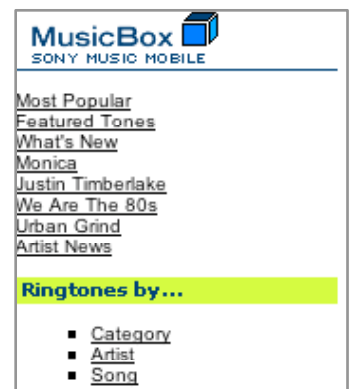 MusicBox
SONY MUSIC MOBILE
Most Popular
Featured Tones
What's New
Monica
Justin Timberlake
We Are The 80s
Urban Grind
Artist News
Ringtones by...
Category
Artist
Song